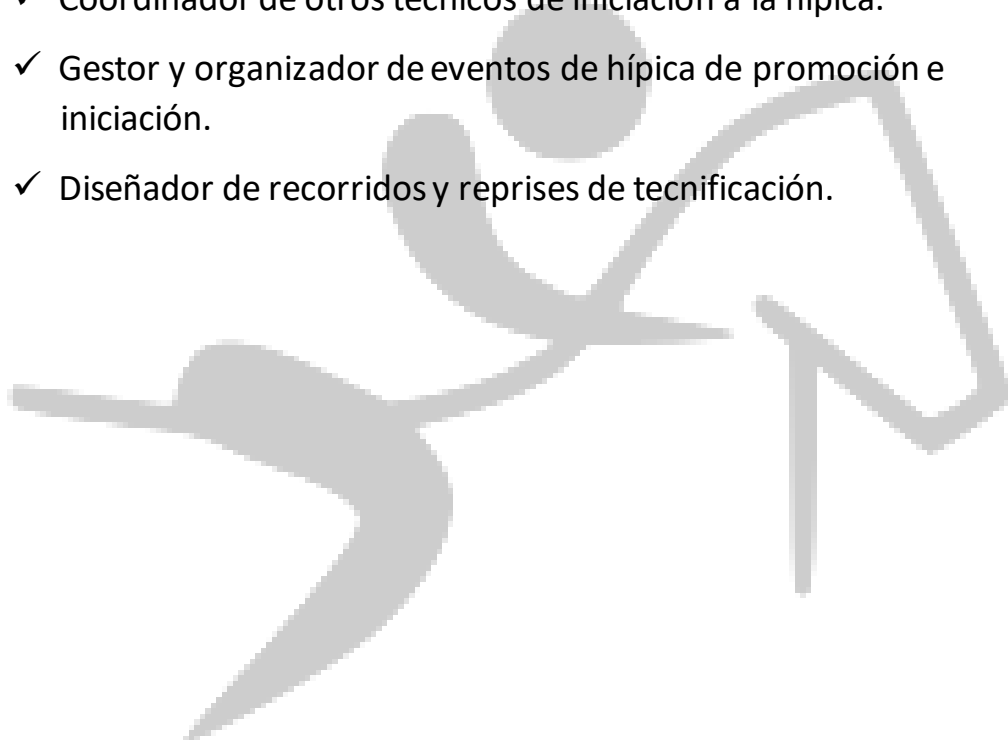 ✓ Coordinador de otros técnicos de iniciación a la hípica.
✓ Gestor y organizador de eventos de hípica de promoción e
iniciación.
✓ Diseñador de recorridos y reprises de tecnificación.